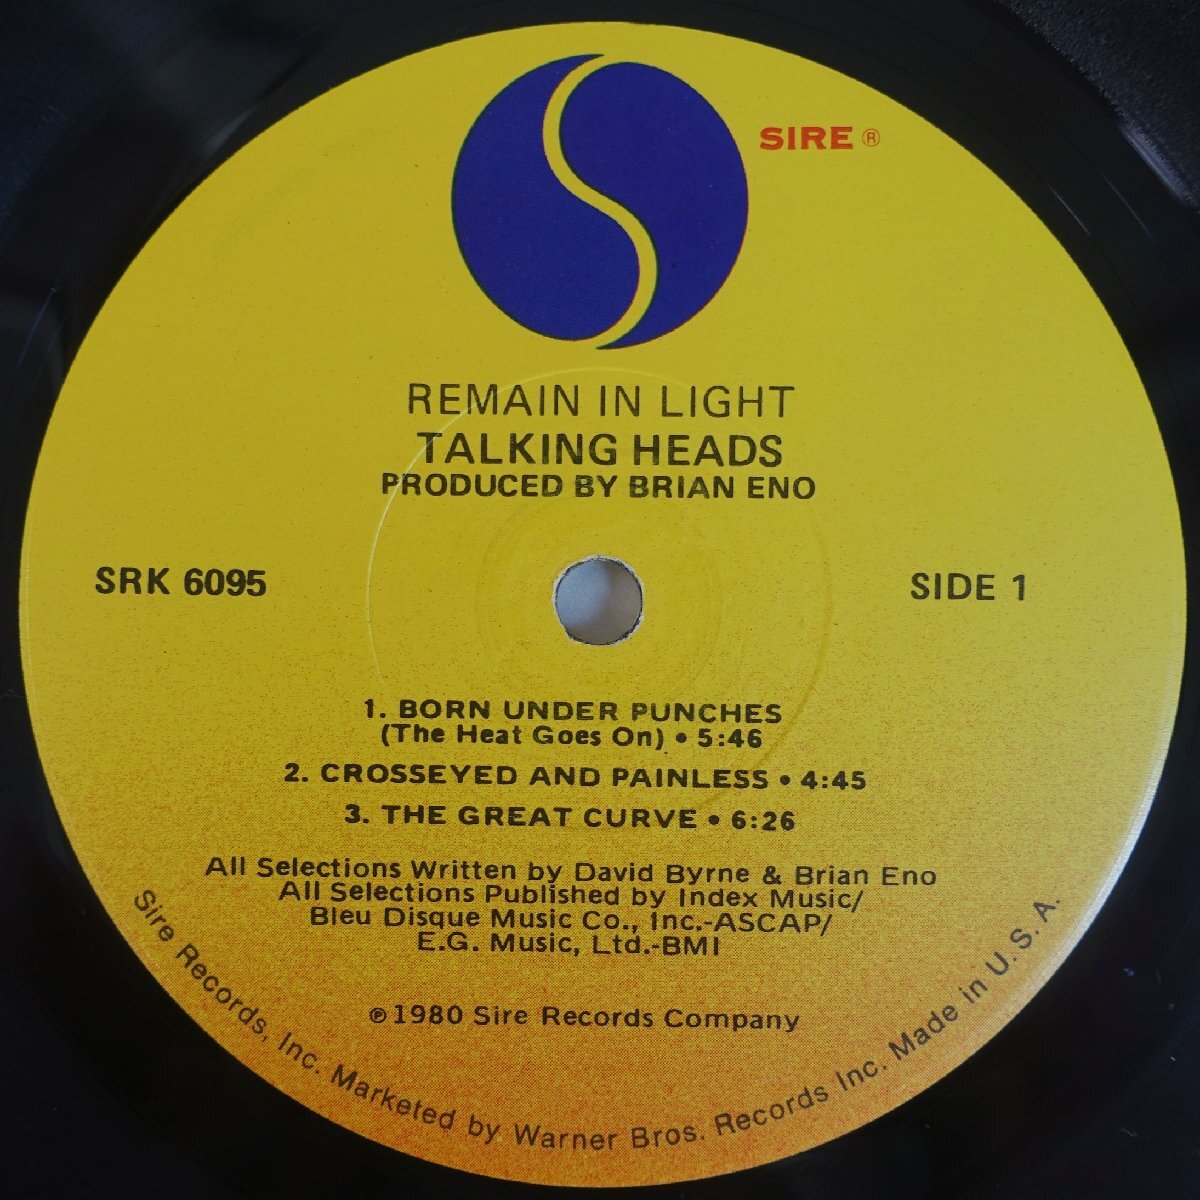 SIRE ®
REMAIN IN LIGHT
TALKING HEADS
PRODUCED BY BRIAN ENO
SRK 6095
SIDE 1
1. BORN UNDER PUNCHES
(The Heat Goes On) • 5:46
2. CROSSEYED AND PAINLESS • 4:45
3. THE GREAT CURVE • 6:26
All Selections Written by David Byrne & Brian Eno
All Selections Published by Index Music/
Bleu Disque Music Co., Inc.-ASCAP/
E.G. Music, Ltd.-BMI
℗1980 Sire Records Company
Sire Records, Inc. Marketed by Warner Bros. Records Inc. Made in U.S.A.